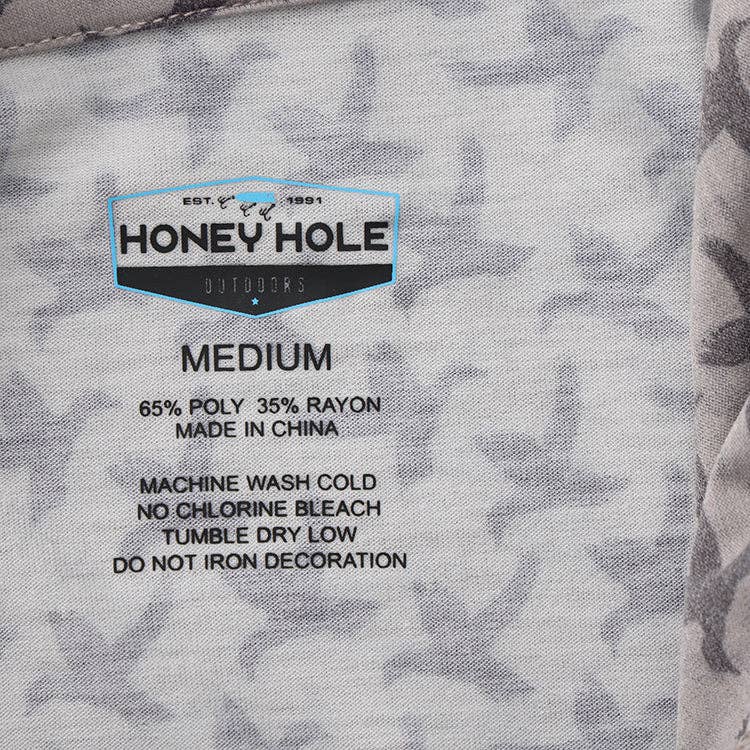 EST. 1991
HONEY HOLE
OUTDOORS
MEDIUM
65% POLY 35% RAYON
MADE IN CHINA
MACHINE WASH COLD
NO CHLORINE BLEACH
TUMBLE DRY LOW
DO NOT IRON DECORATION